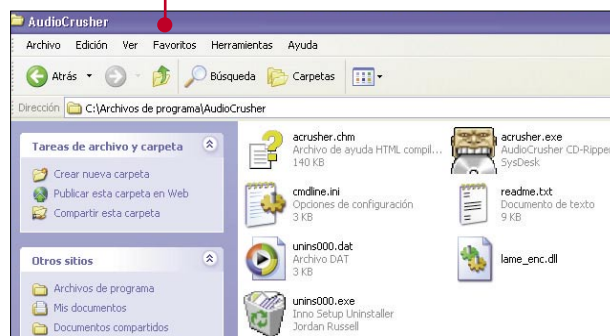 AudioCrusher
Archivo Edición Ver Favoritos Herramientas Ayuda
Atrás Búsqueda Carpetas
Dirección C:\Archivos de programa\AudioCrusher
Tareas de archivo y carpeta
Crear nueva carpeta
Publicar esta carpeta en Web
Compartir esta carpeta
Otros sitios
Archivos de programa
Mis documentos
Documentos compartidos
acrusher.chm
Archivo de ayuda HTML compil...
140 KB
acrusher.exe
AudioCrusher CD-Ripper
SysDesk
cmdline.ini
Opciones de configuración
3 KB
readme.txt
Documento de texto
9 KB
unins000.dat
Archivo DAT
3 KB
lame_enc.dll
unins000.exe
Inno Setup Uninstaller
Jordan Russell